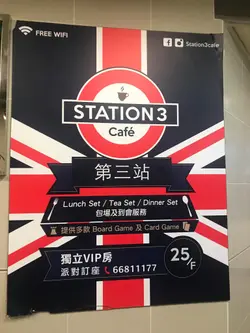 FREE WIFI
Station3cafe
STATION 3
Café
第三站
Lunch Set / Tea Set / Dinner Set
包場及到會服務
提供多款 Board Game 及 Card Game
獨立VIP房
派對訂座 66811177
25/F